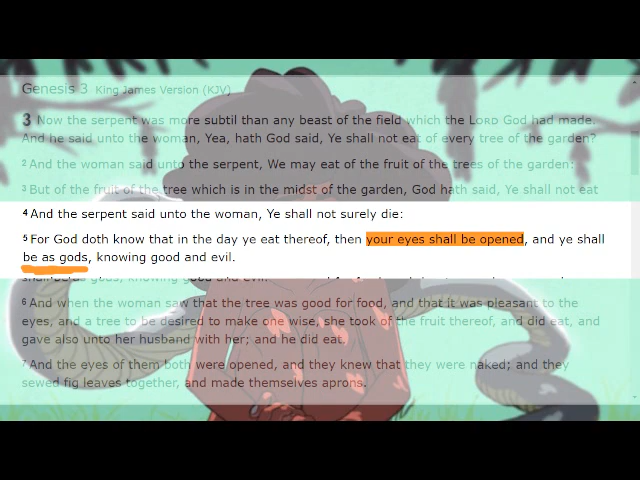 Genesis 3 King James Version (KJV)
3 Now the serpent was more subtil than any beast of the field which the LORD God had made.
And he said unto the woman, Yea, hath God said, Ye shall not eat of every tree of the garden?
2 And the woman said unto the serpent, We may eat of the fruit of the trees of the garden:
3 But of the fruit of the tree which is in the midst of the garden, God hath said, Ye shall not eat
4 And the serpent said unto the woman, Ye shall not surely die:
5 For God doth know that in the day ye eat thereof, then your eyes shall be opened, and ye shall
be as gods, knowing good and evil.
knowing good and evil.
6 And when the woman saw that the tree was good for food, and that it was pleasant to the
eyes, and a tree to be desired to make one wise, she took of the fruit thereof, and did eat, and
gave also unto her husband with her; and he did eat.
7 And the eyes of them both were opened, and they knew that they were naked; and they
sewed fig leaves together, and made themselves aprons.